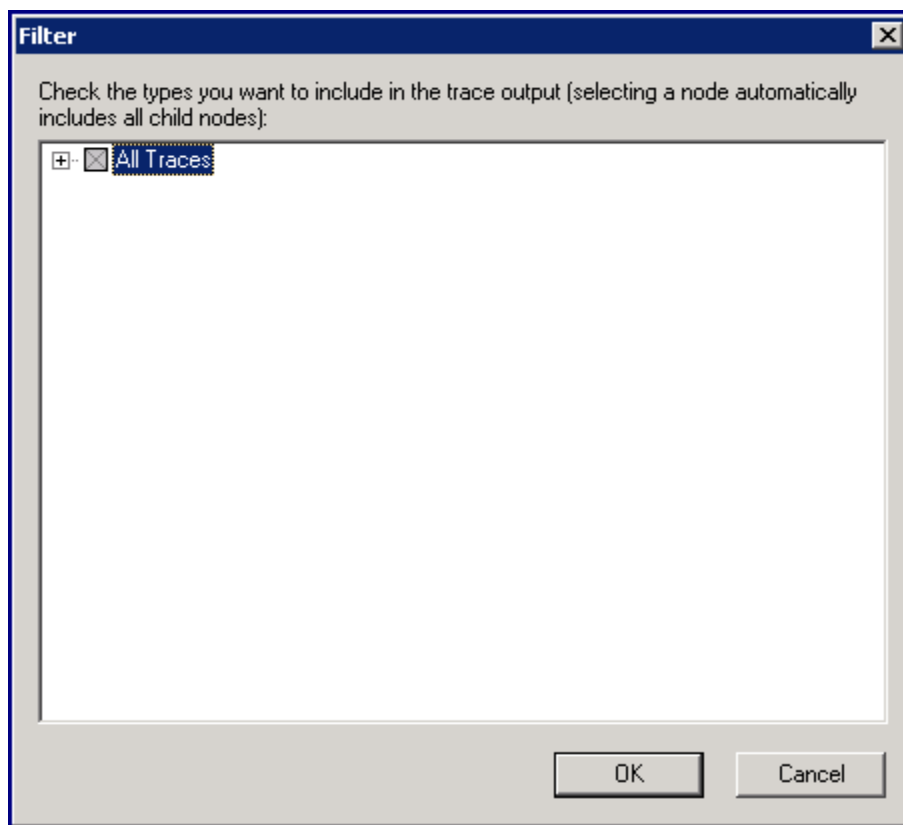 Filter
Check the types you want to include in the trace output (selecting a node automatically
includes all child nodes):
All Traces
OK
Cancel